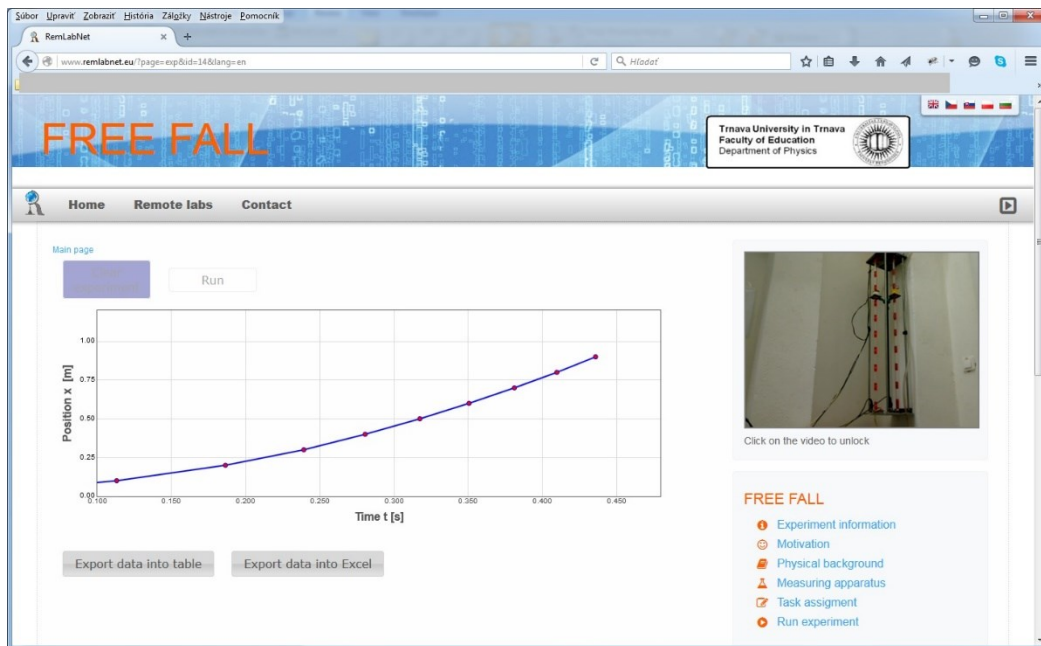 Súbor Upraviť Zobraziť História Záložky Nástroje Pomocník
RemLabNet
www.remlabnet.eu/?page=exp&id=14&lang=en
Hľadať
FREE FALL
Trnava University in Trnava
Faculty of Education
Department of Physics
Home Remote labs Contact
Main page
Run
1.00
0.75
0.50
0.25
0.00
Position x [m]
0.100 0.150 0.200 0.250 0.300 0.350 0.400 0.450
Time t [s]
Export data into table Export data into Excel
Click on the video to unlock
FREE FALL
Experiment information
Motivation
Physical background
Measuring apparatus
Task assigment
Run experiment